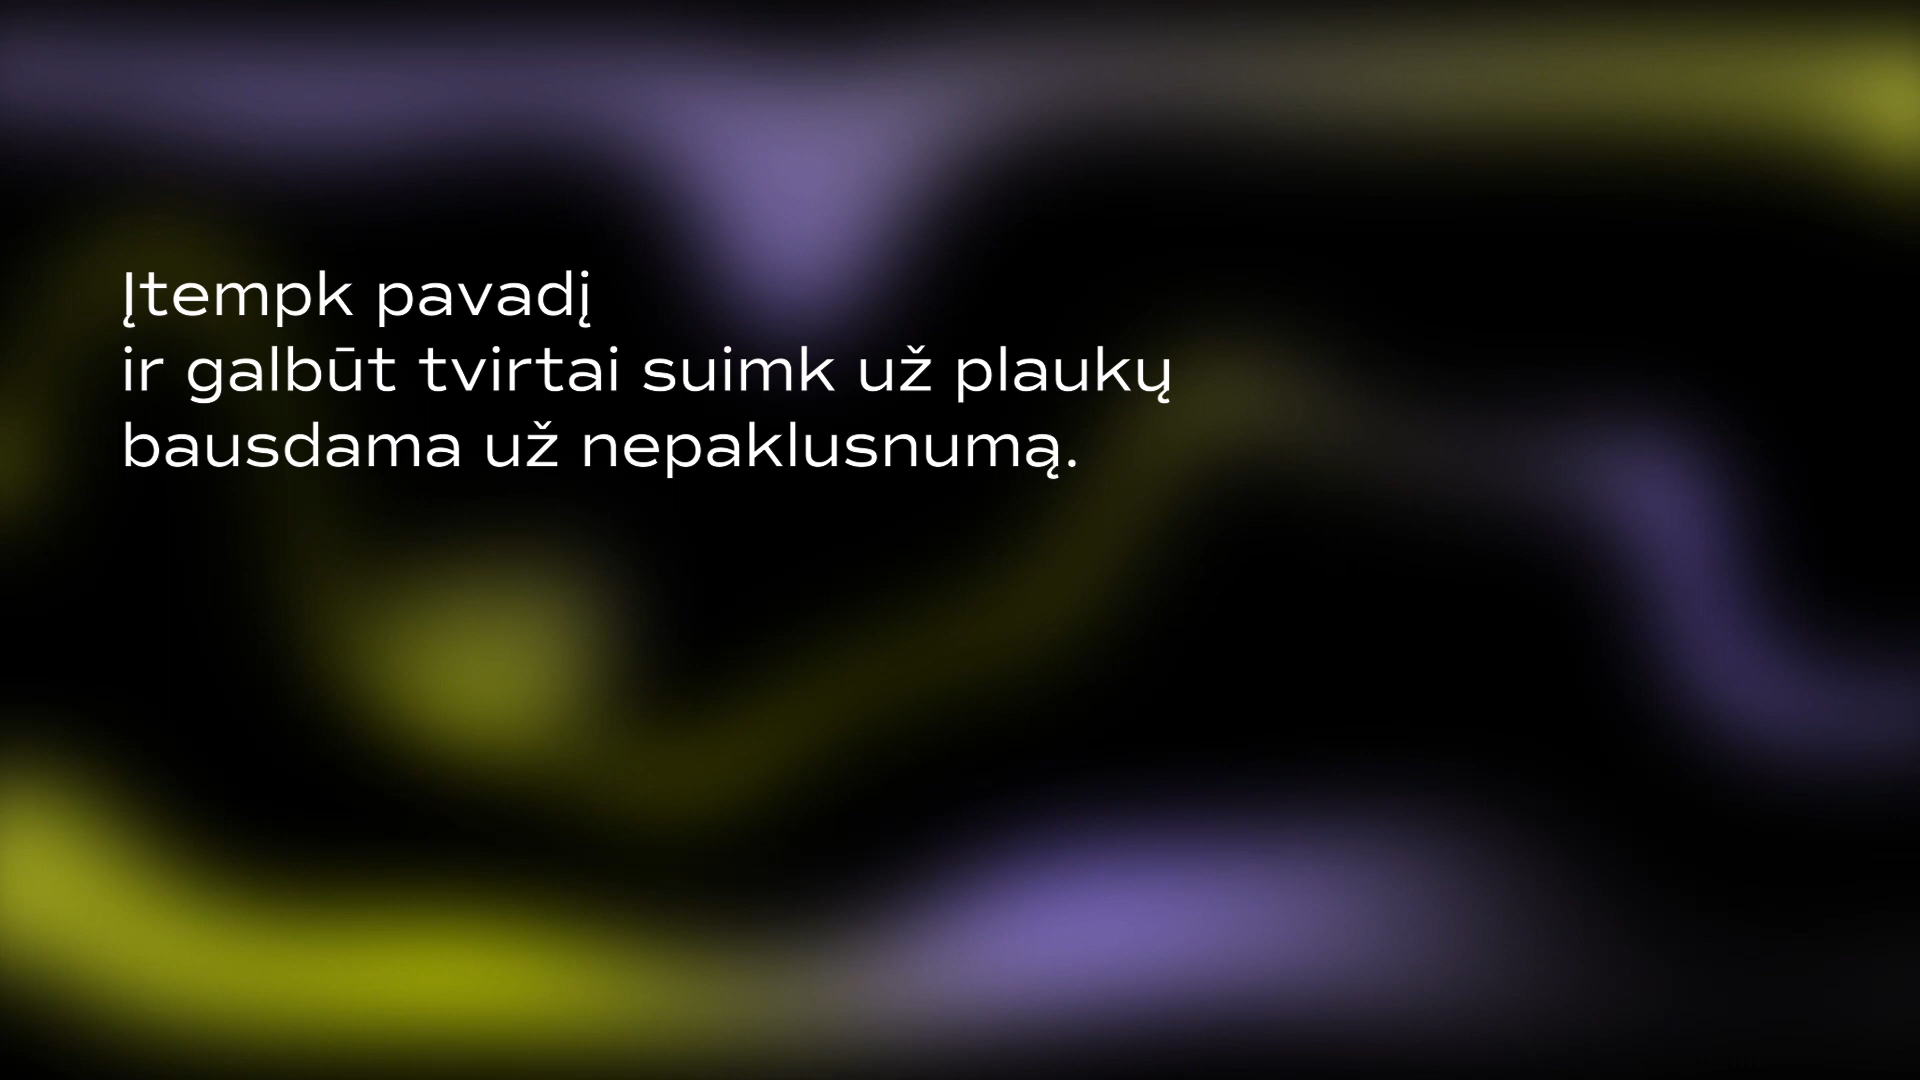 Įtempk pavadį
ir galbūt tvirtai suimk už plaukų
bausdama už nepaklusnumą.